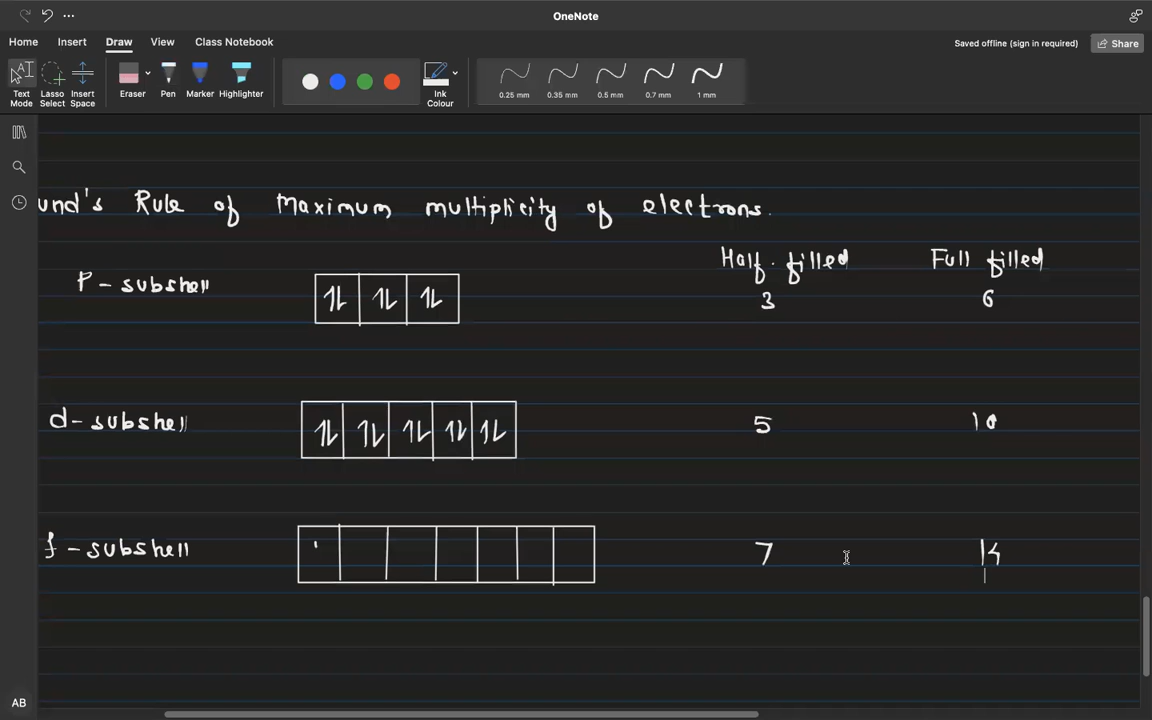 OneNote
Home Insert Draw View Class Notebook
Saved offline (sign in required) Share
Text Mode
Lasso Select
Insert Space
Eraser
Pen
Marker
Highlighter
Ink Colour
0.25 mm 0.35 mm 0.5 mm 0.7 mm 1 mm
und's Rule of Maximum multiplicity of electrons.
Half-filled Full filled
P-subshell 3 6
d-subshell 5 10
f-subshell 7 14
AB